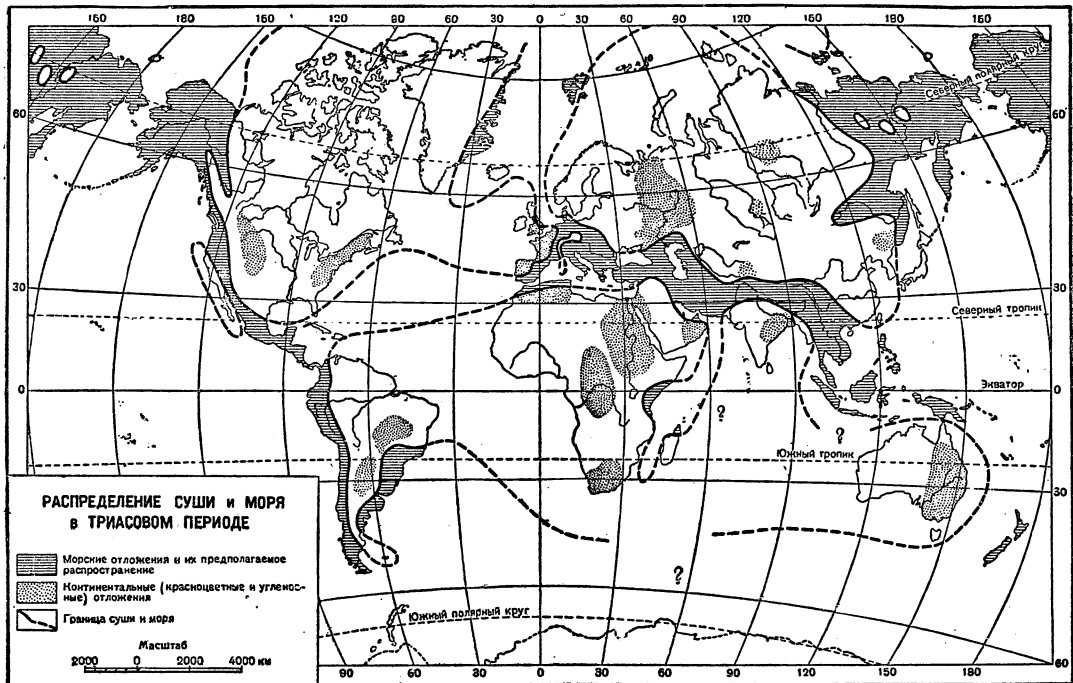 150 180 150 120 80 0 30 60 90 120 150 180 150
Северный полярный круг
60 60
30 30
Северный тропик
0 Экватор 0
?
?
Южный тропик
30
?
Южный полярный круг
60
90 60 30 0 30 60 90 120 150 180
РАСПРЕДЕЛЕНИЕ СУШИ и МОРЯ
в ТРИАСОВОМ ПЕРИОДЕ
Морские отложения и их предполагаемое
распространение
Континентальные (красноцветные и угленос-
ные) отложения
Граница суши и моря
Масштаб
2000 0 2000 4000 км